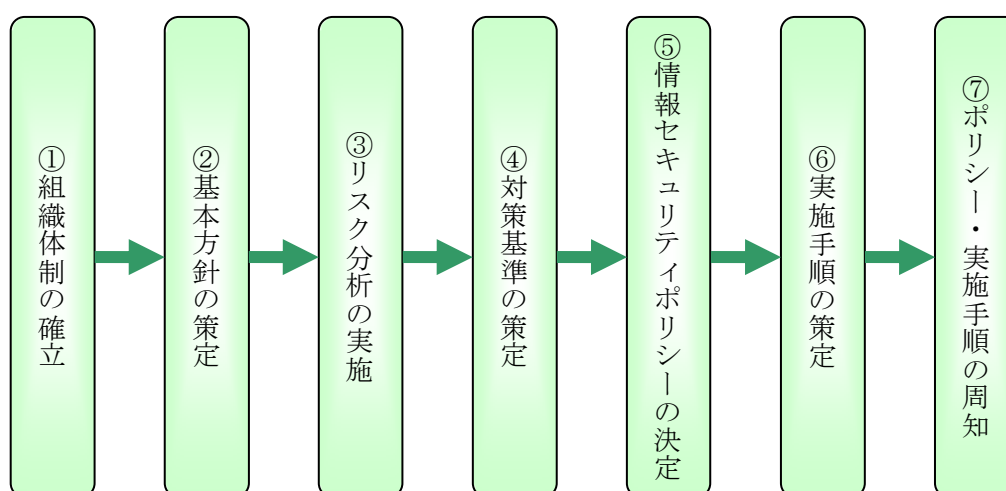 ①組織体制の確立
②基本方針の策定
③リスク分析の実施
④対策基準の策定
⑤情報セキュリティポリシーの決定
⑥実施手順の策定
⑦ポリシー・実施手順の周知